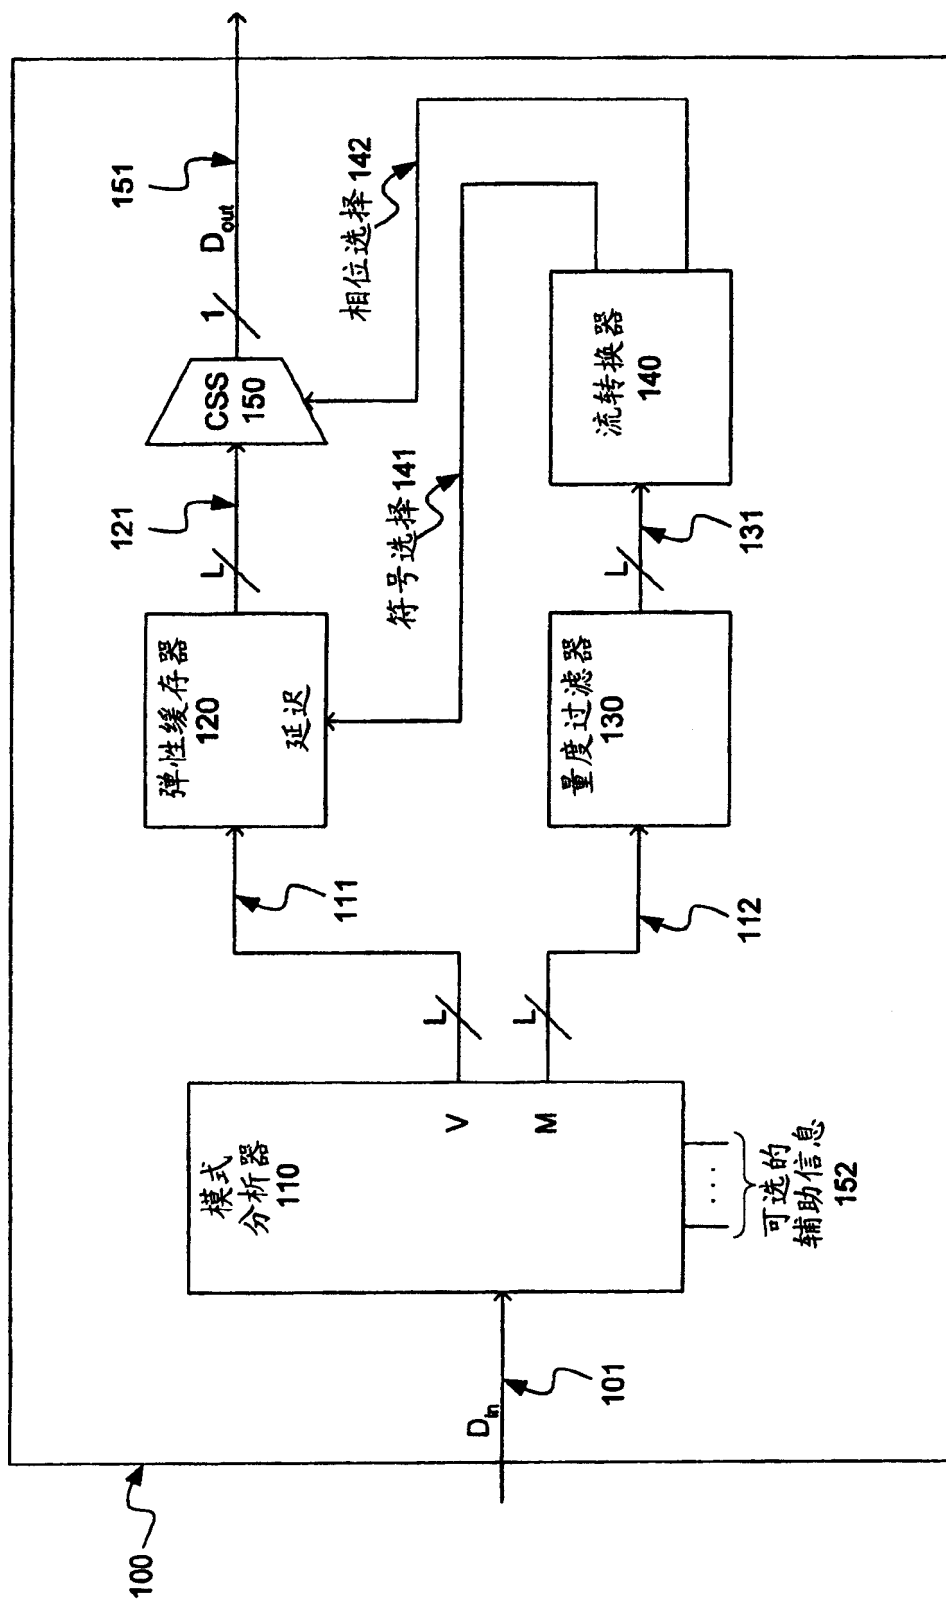 100
D_in
101
模式
分析器
110
V
M
可选的
辅助信息
152
L
L
111
112
弹性缓存器
120
延迟
量度过滤器
130
L
121
L
131
符号选择 141
流转换器
140
CSS
150
相位选择 142
1
D_out
151